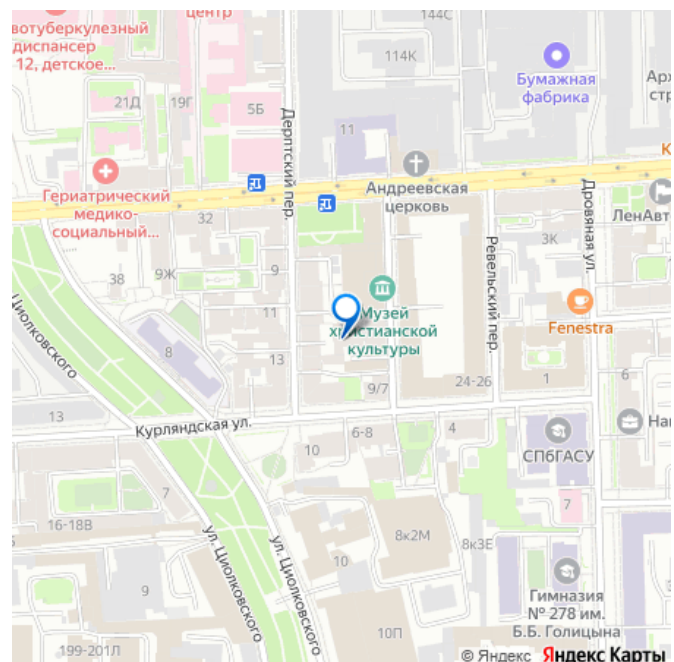 центр
144С
вотуберкулезный
диспансер
12, детское...
114К
Бумажная
фабрика
Арх
стр
21Д
19Г
5Б
Дерптский пер.
11
Гериатрический
медико-
социальный...
Андреевская
церковь
К
Дровяная ул.
ЛенАвт
32
38
9Ж
9
3К
Ревельский пер.
Циолковского
Музей
христианской
культуры
Fenestra
11
8
13
9/7
24-26
1
6
13
Курляндская ул.
6-8
4
10
СПбГАСУ
Нап
7
16-18В
7
ул. Циолковского
ул. Циолковского
8к2М
8к3Е
10
9
Гимназия
№ 278 им.
Б.Б. Голицына
10П
199-201Л
© Яндекс Яндекс Карты